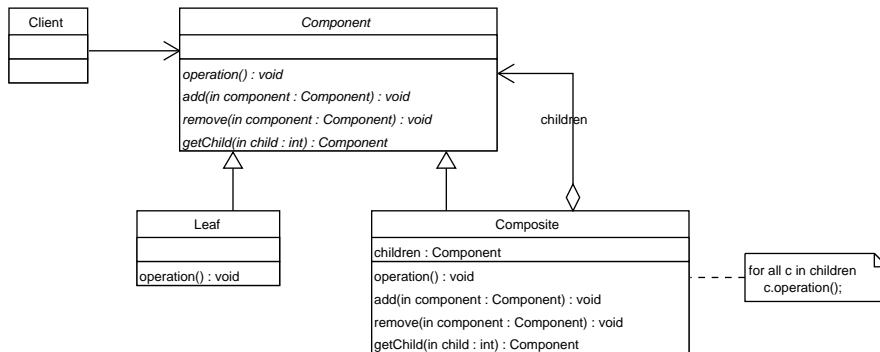 Client
Component
operation() : void
add(in component : Component) : void
remove(in component : Component) : void
getChild(in child : int) : Component
children
Leaf
operation() : void
Composite
children : Component
operation() : void
add(in component : Component) : void
remove(in component : Component) : void
getChild(in child : int) : Component
for all c in children
c.operation();